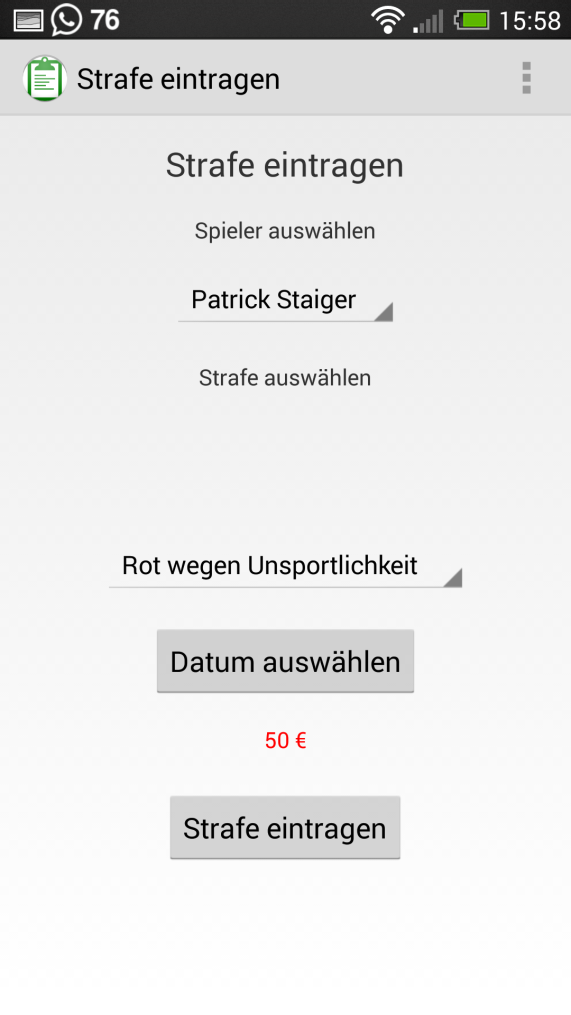 76
15:58
Strafe eintragen
Strafe eintragen
Spieler auswählen
Patrick Staiger
Strafe auswählen
Rot wegen Unsportlichkeit
Datum auswählen
50 €
Strafe eintragen